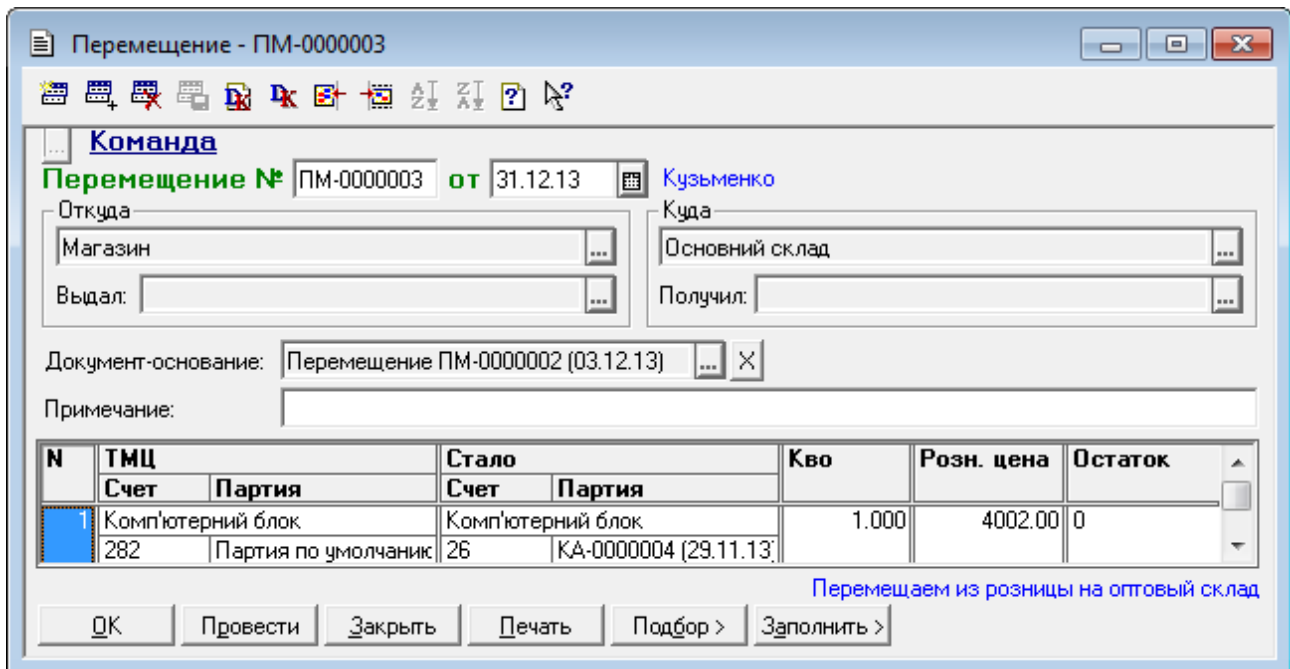 Перемещение - ПМ-0000003
Команда
Перемещение № ПМ-0000003 от 31.12.13 Кузьменко
Откуда Куда
Магазин ... Основний склад ...
Выдал: ... Получил: ...
Документ-основание: Перемещение ПМ-0000002 (03.12.13) ... X
Примечание:
N ТМЦ Стало Кво Розн. цена Остаток
Счет Партия Счет Партия
1 Комп'ютерний блок Комп'ютерний блок 1.000 4002.00 0
282 Партия по умолчанию 26 КА-0000004 (29.11.13)
Перемещаем из розницы на оптовый склад
OK Провести Закрыть Печать Подбор > Заполнить >